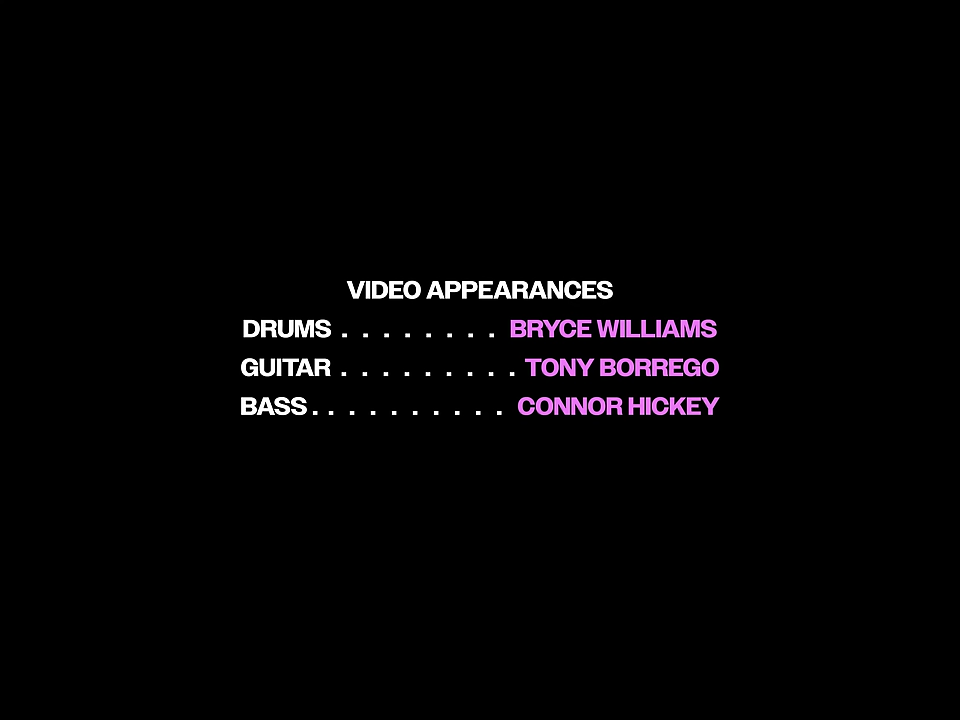 VIDEO APPEARANCES
DRUMS . . . . . . . . BRYCE WILLIAMS
GUITAR . . . . . . . . . TONY BORREGO
BASS . . . . . . . . . . CONNOR HICKEY